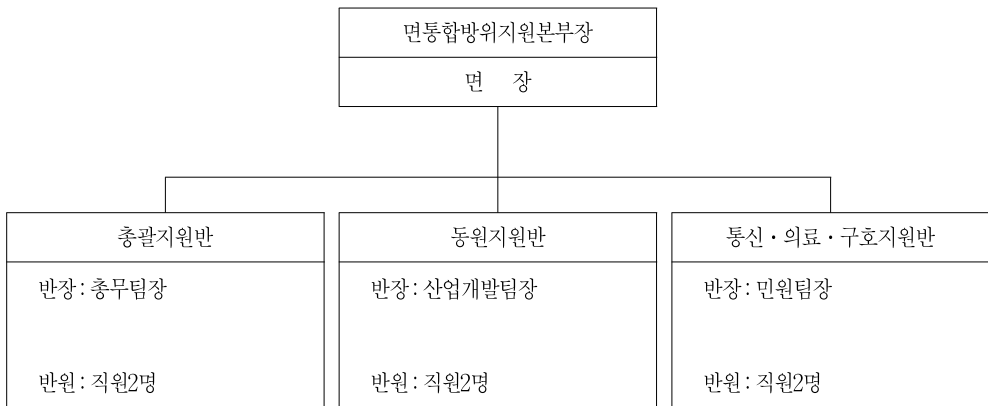 면통합방위지원본부장
면 장
총괄지원반
반장 : 총무팀장
반원 : 직원2명
동원지원반
반장 : 산업개발팀장
반원 : 직원2명
통신·의료·구호지원반
반장 : 민원팀장
반원 : 직원2명